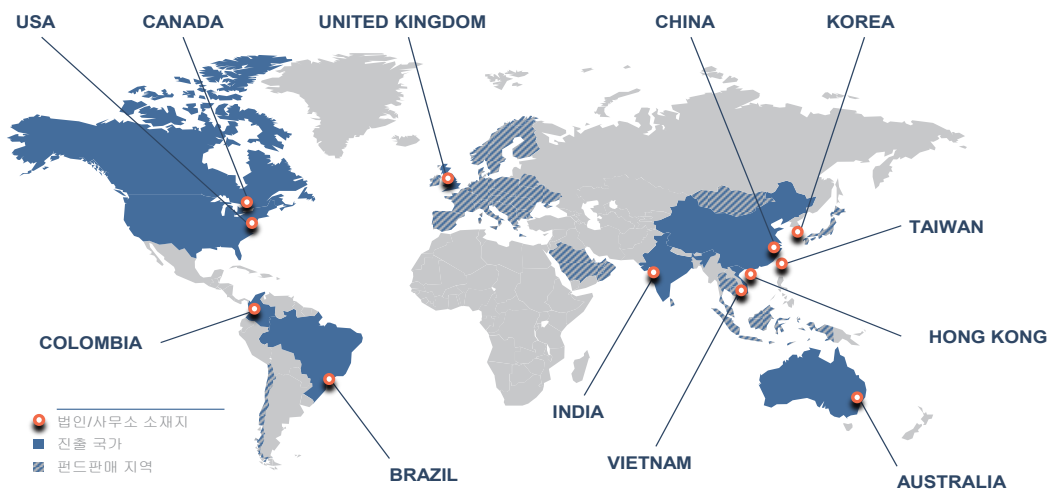 USA
CANADA
UNITED KINGDOM
CHINA
KOREA
TAIWAN
HONG KONG
COLOMBIA
INDIA
VIETNAM
BRAZIL
AUSTRALIA
법인/사무소 소재지
진출 국가
펀드판매 지역